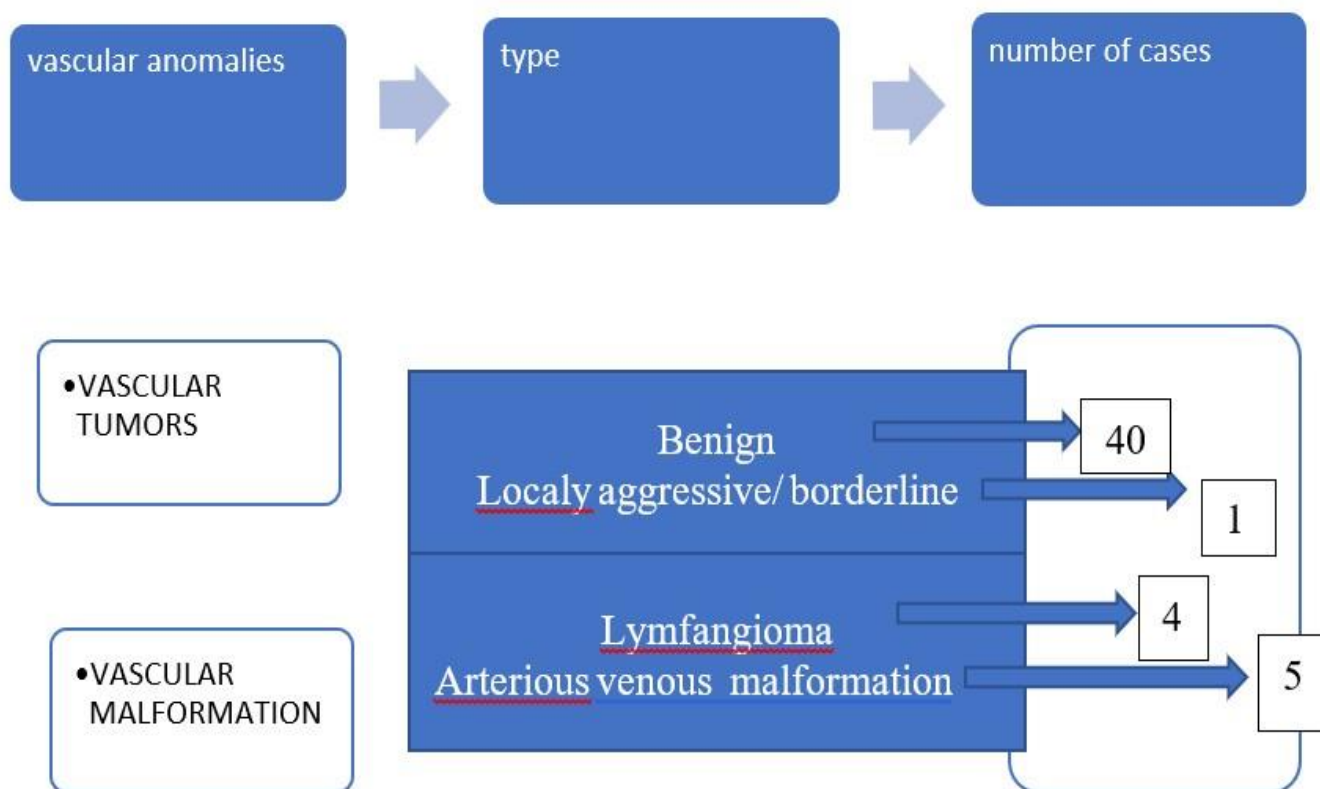 vascular anomalies
type
number of cases
•VASCULAR
TUMORS
Benign
Localy aggressive/ borderline
40
1
•VASCULAR
MALFORMATION
Lymfangioma
Arterious venous malformation
4
5